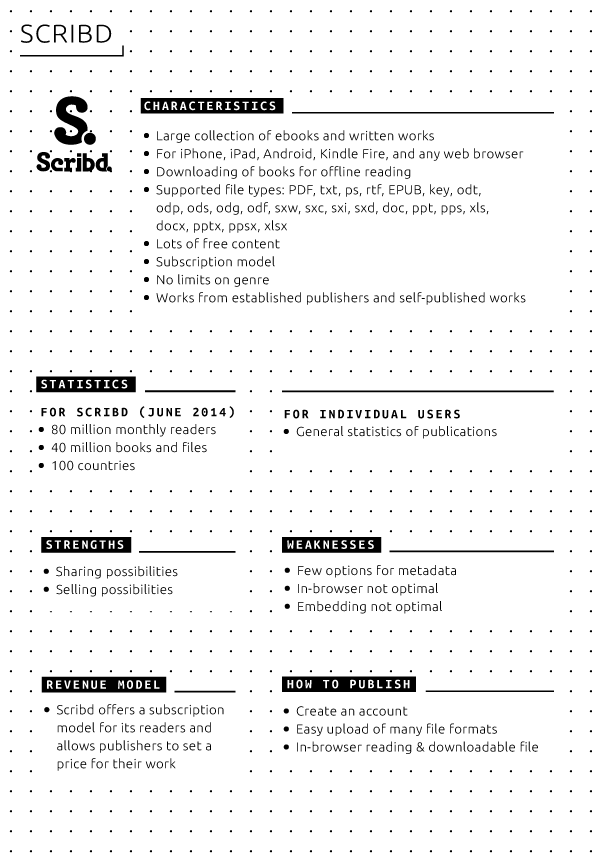 SCRIBD
S.
Scribd.
CHARACTERISTICS
Large collection of ebooks and written works
For iPhone, iPad, Android, Kindle Fire, and any web browser
Downloading of books for offline reading
Supported file types: PDF, txt, ps, rtf, EPUB, key, odt,
odp, ods, odg, odf, sxw, sxc, sxi, sxd, doc, ppt, pps, xls,
docx, pptx, ppsx, xlsx
Lots of free content
Subscription model
No limits on genre
Works from established publishers and self-published works
STATISTICS
FOR SCRIBD (JUNE 2014)
80 million monthly readers
40 million books and files
100 countries
FOR INDIVIDUAL USERS
General statistics of publications
STRENGTHS
Sharing possibilities
Selling possibilities
WEAKNESSES
Few options for metadata
In-browser not optimal
Embedding not optimal
REVENUE MODEL
Scribd offers a subscription
model for its readers and
allows publishers to set a
price for their work
HOW TO PUBLISH
Create an account
Easy upload of many file formats
In-browser reading & downloadable file